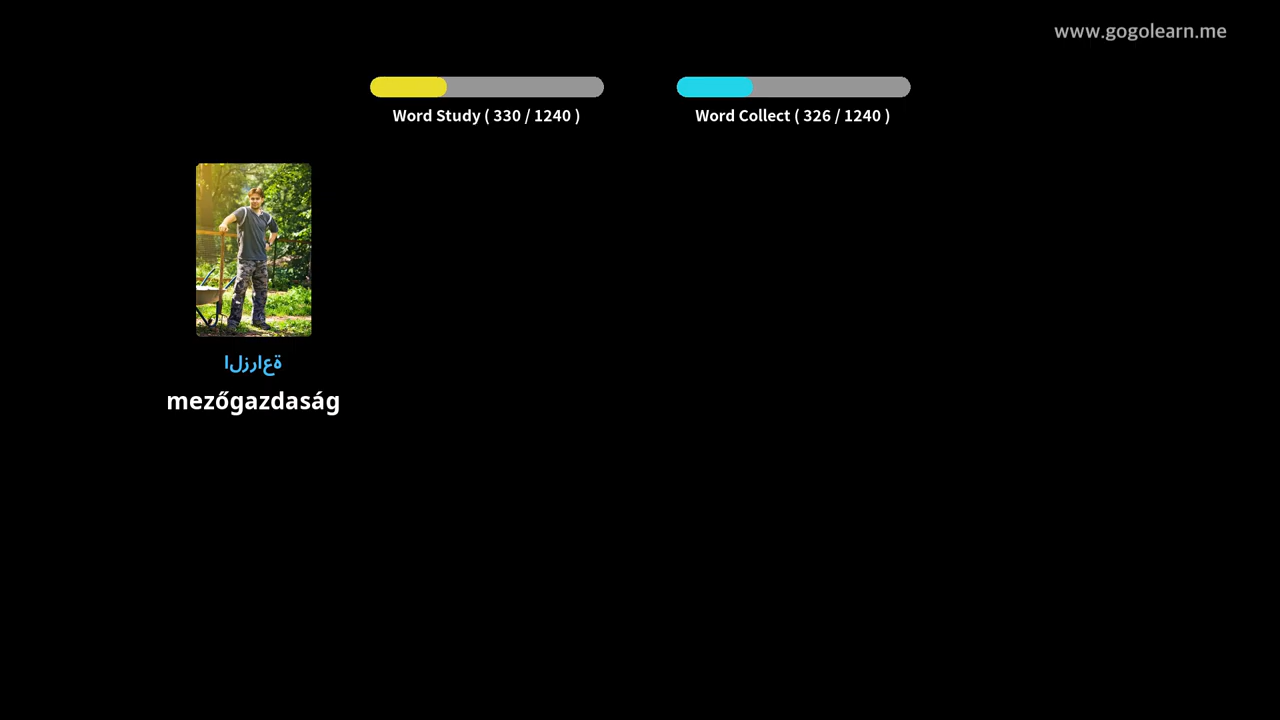 www.gogolearn.me
Word Study ( 330 / 1240 )
Word Collect ( 326 / 1240 )
الزراعة
mezőgazdaság